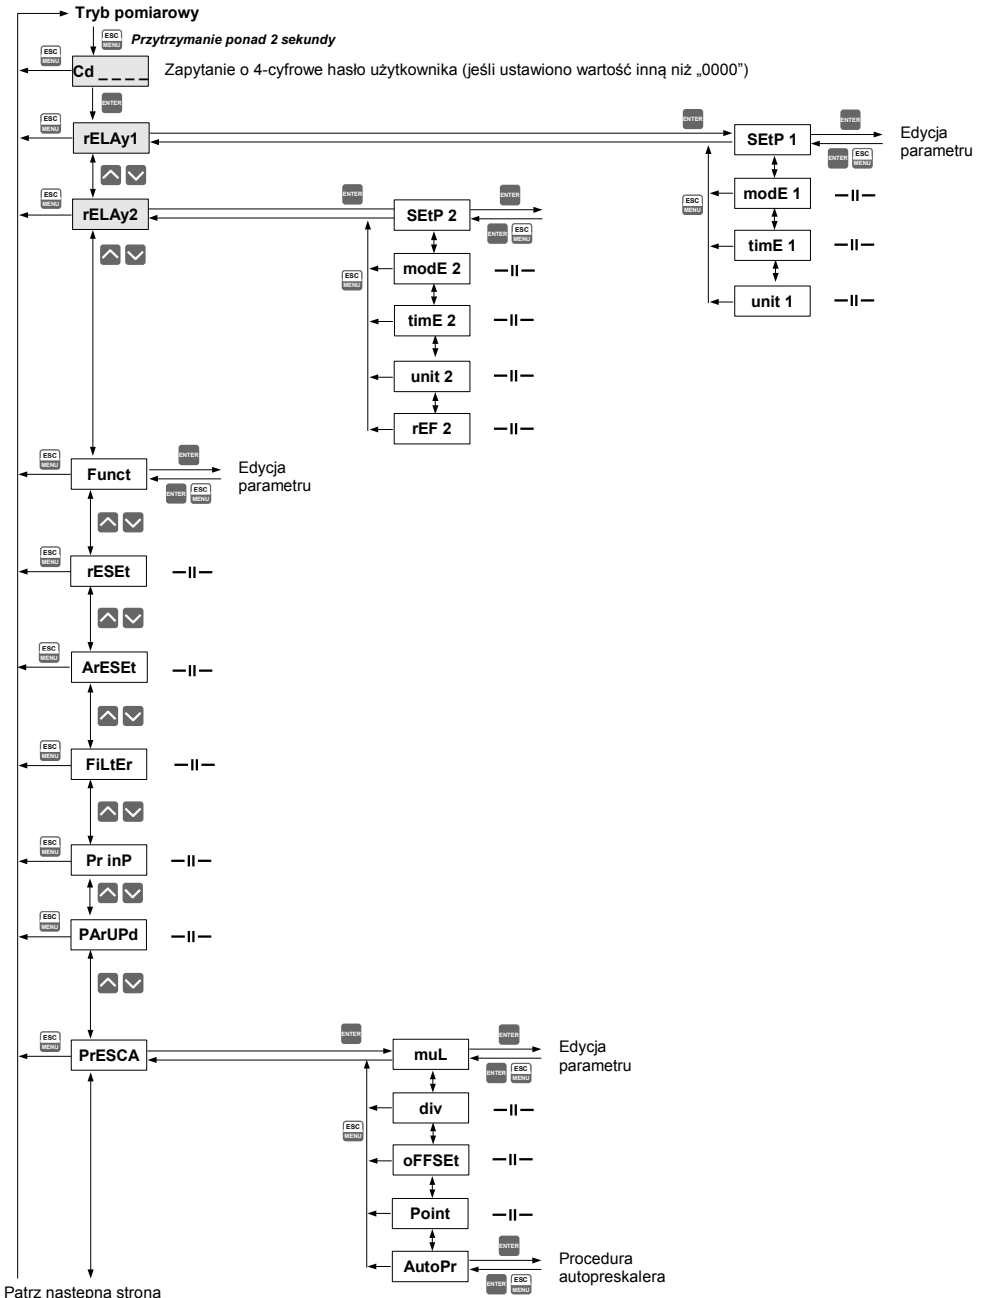 Tryb pomiarowy
ESC MENU Przytrzymanie ponad 2 sekundy
ESC MENU
Cd _ _ _ _ Zapytanie o 4-cyfrowe hasło użytkownika (jeśli ustawiono wartość inną niż „0000”)
ENTER
ESC MENU
rELAy1
ENTER
SEtP 1
ENTER
Edycja
parametru
ENTER ESC MENU
modE 1 —II—
ESC MENU
timE 1 —II—
unit 1 —II—
ESC MENU
rELAy2
ENTER
SEtP 2
ENTER
ENTER ESC MENU
modE 2 —II—
ESC MENU
timE 2 —II—
unit 2 —II—
rEF 2 —II—
ESC MENU
Funct
ENTER
Edycja
parametru
ENTER ESC MENU
ESC MENU
rESEt —II—
ESC MENU
ArESEt —II—
ESC MENU
FiLtEr —II—
ESC MENU
Pr inP —II—
ESC MENU
PArUPd —II—
ESC MENU
PrESCA
ENTER
muL
ENTER
Edycja
parametru
ENTER ESC MENU
div —II—
ESC MENU
oFFSEt —II—
Point —II—
AutoPr
ENTER
Procedura
autopreskalera
ENTER ESC MENU
Patrz następna strona